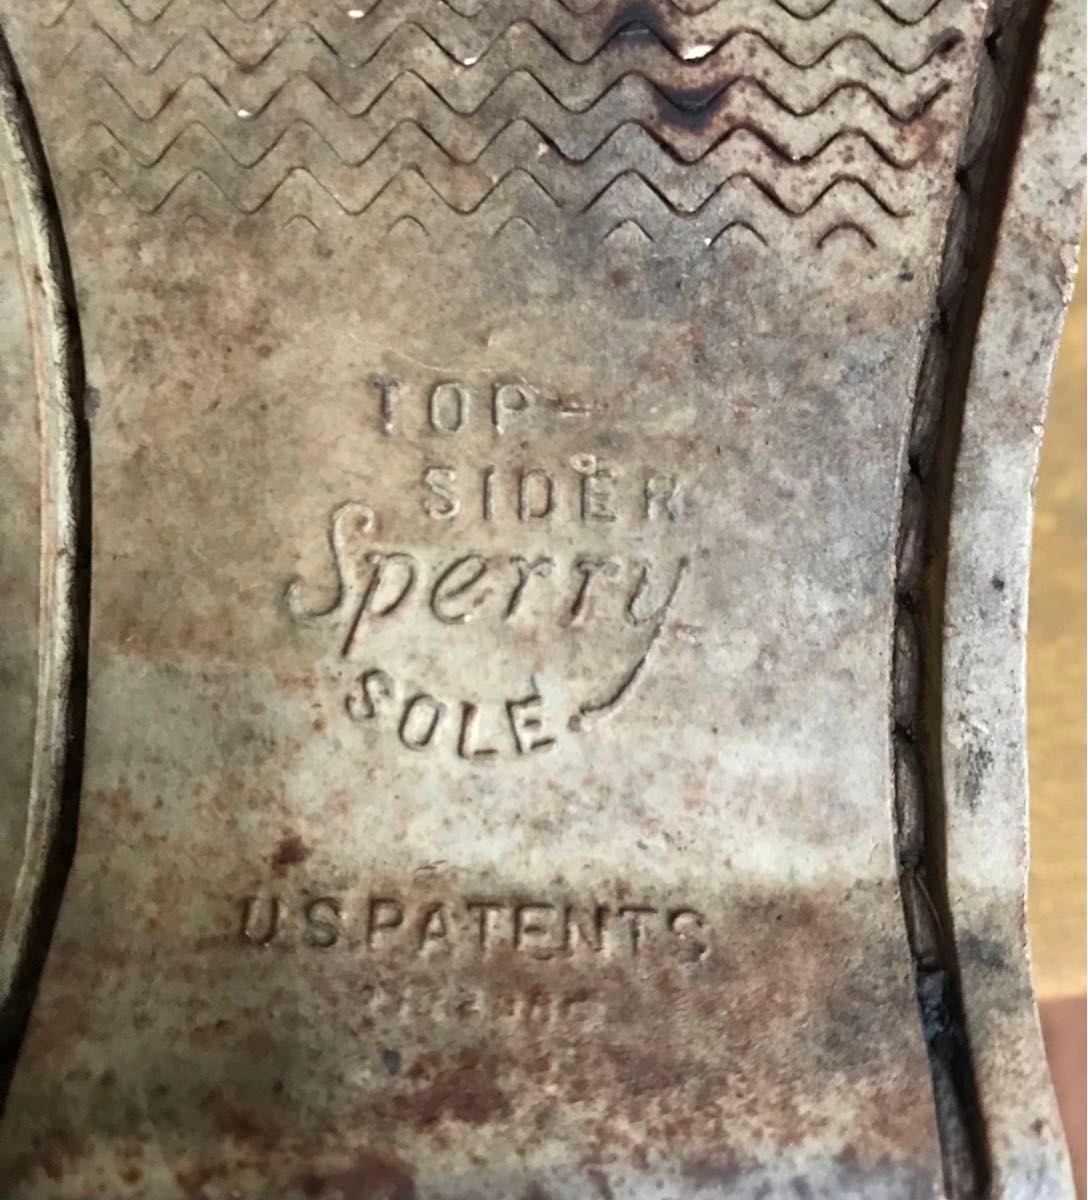 TOP-
SIDER
Sperry
SOLE
U.S.PATENTS